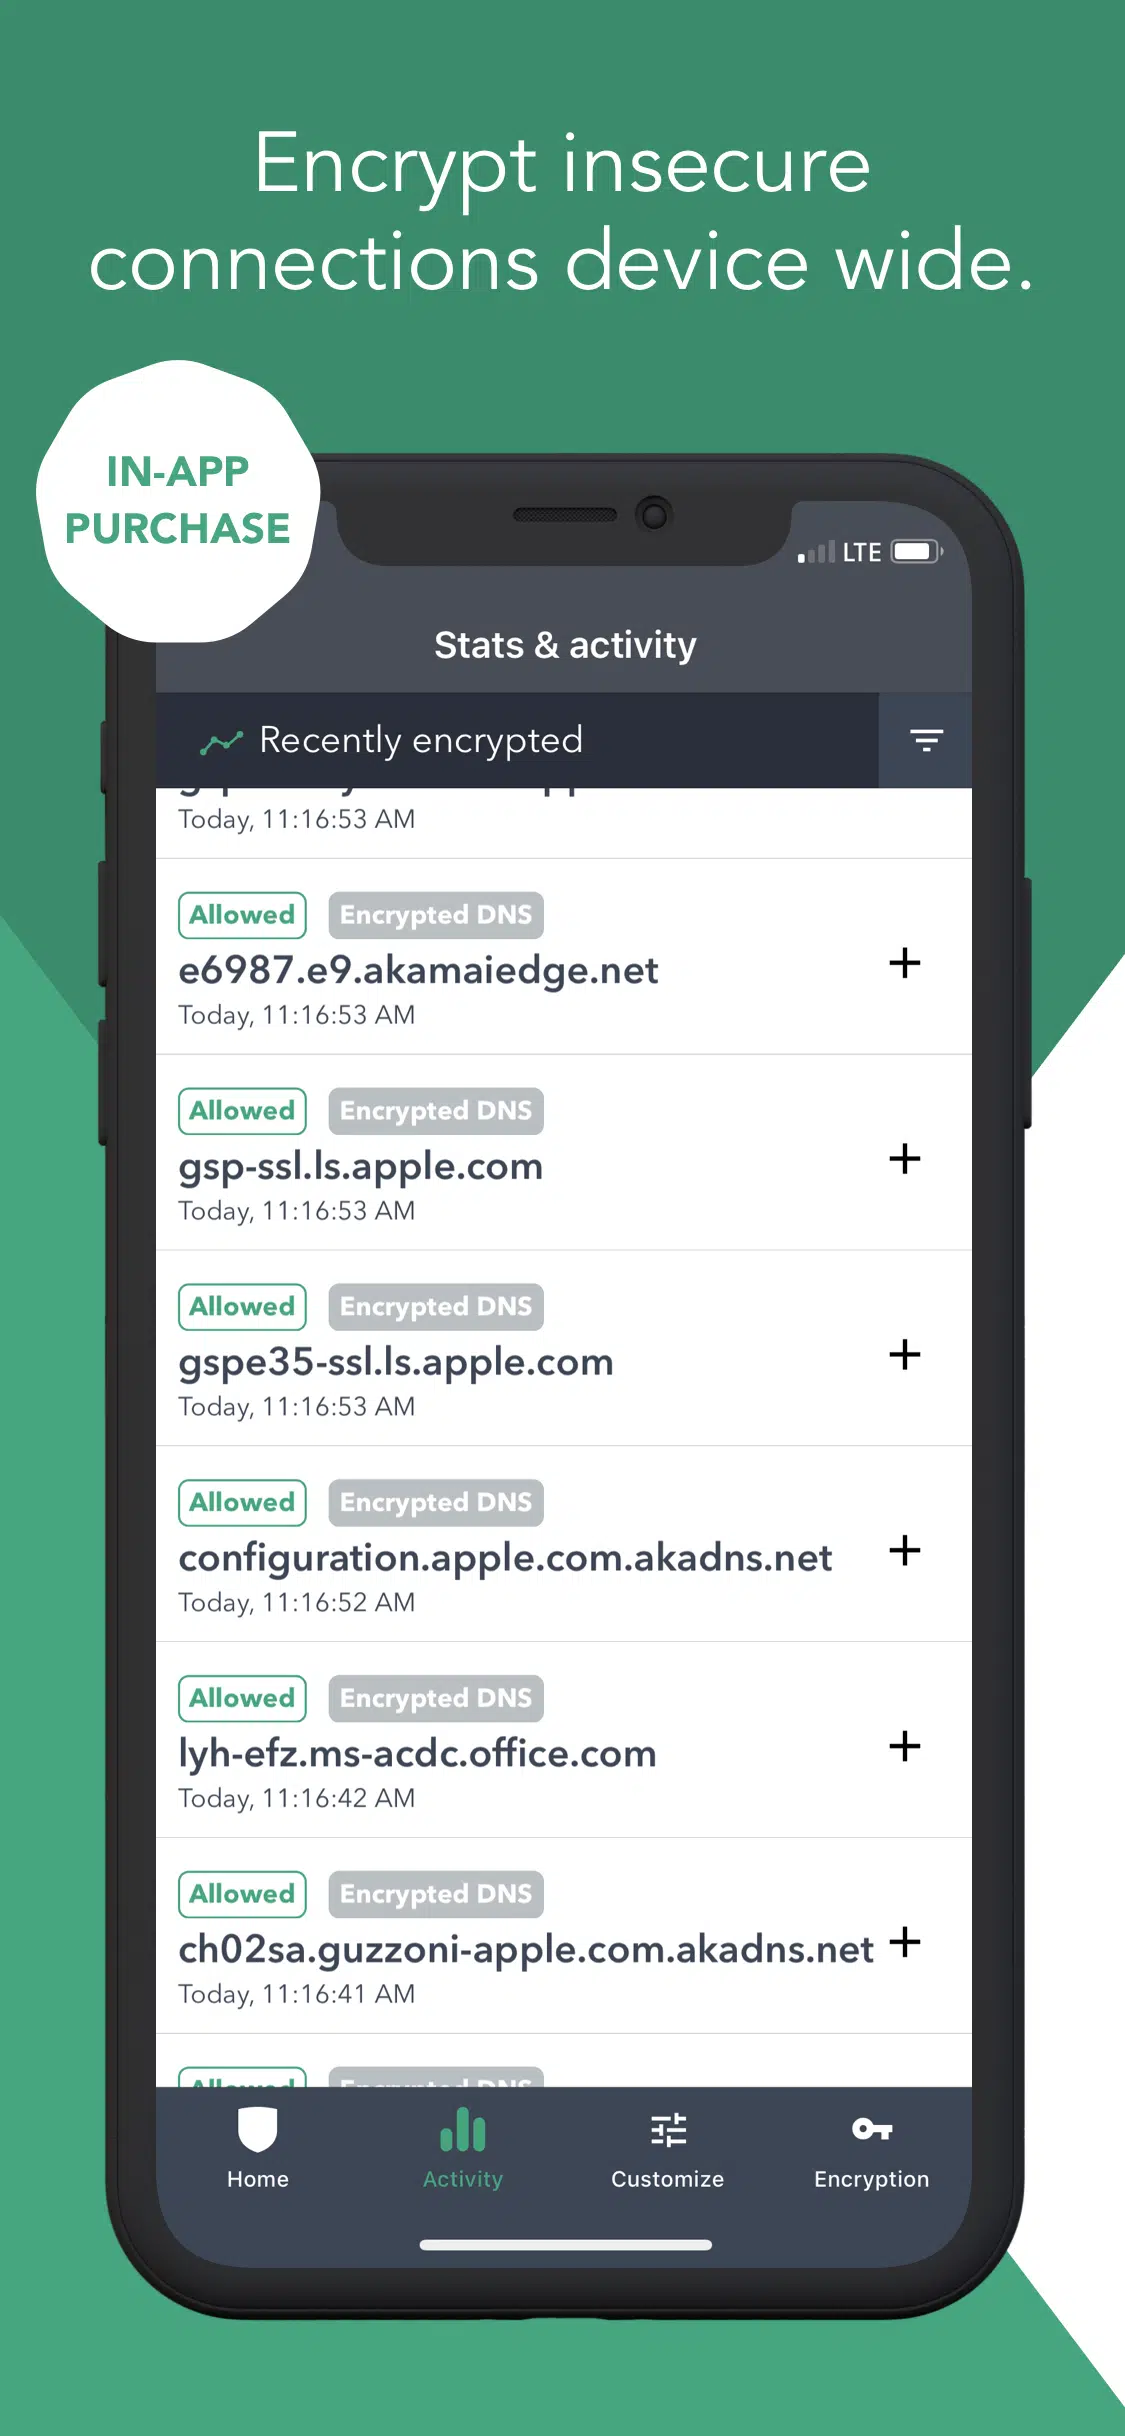 Encrypt insecure
connections device wide.
IN-APP
PURCHASE
LTE
Stats & activity
Recently encrypted
Today, 11:16:53 AM
Allowed Encrypted DNS
e6987.e9.akamaiedge.net
Today, 11:16:53 AM
Allowed Encrypted DNS
gsp-ssl.ls.apple.com
Today, 11:16:53 AM
Allowed Encrypted DNS
gspe35-ssl.ls.apple.com
Today, 11:16:53 AM
Allowed Encrypted DNS
configuration.apple.com.akadns.net
Today, 11:16:52 AM
Allowed Encrypted DNS
lyh-efz.ms-acdc.office.com
Today, 11:16:42 AM
Allowed Encrypted DNS
ch02sa.guzzoni-apple.com.akadns.net
Today, 11:16:41 AM
Allowed Encrypted DNS
Home Activity Customize Encryption